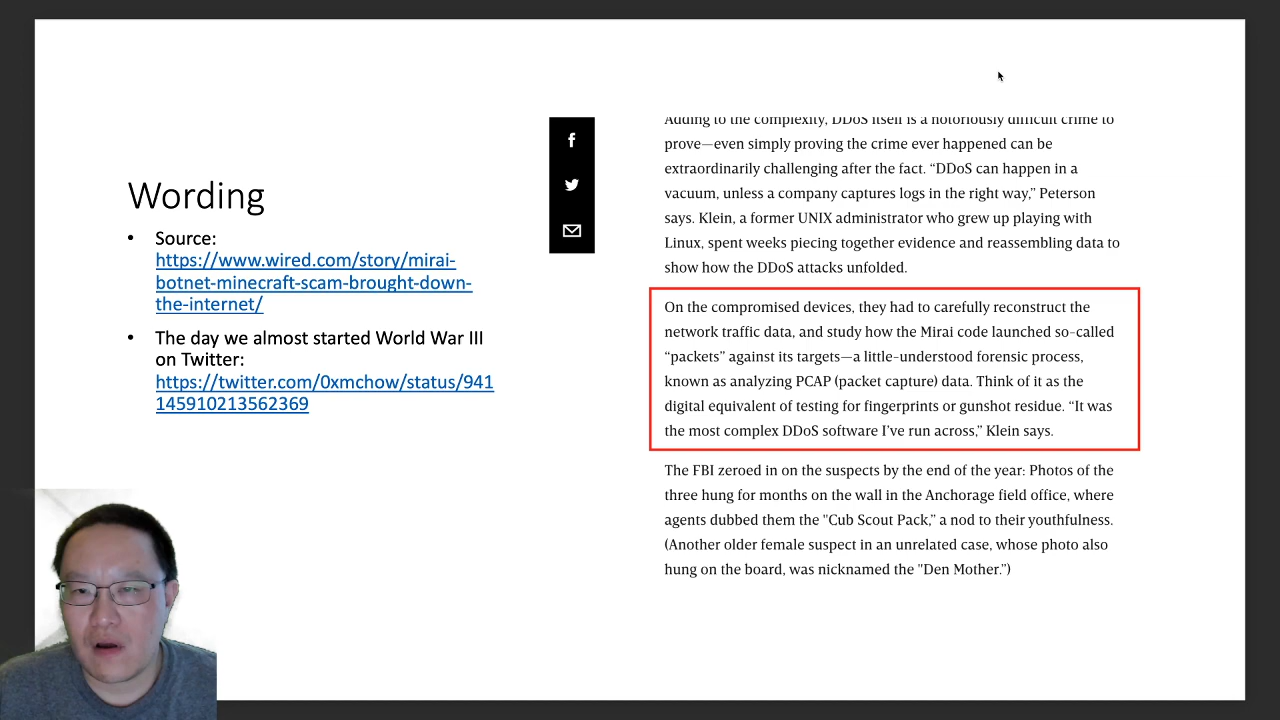 Wording
• Source:
https://www.wired.com/story/mirai-
botnet-minecraft-scam-brought-down-
the-internet/
• The day we almost started World War III
on Twitter:
https://twitter.com/0xmchow/status/941
145910213562369
Adding to the complexity, DDoS itself is a notoriously difficult crime to
prove—even simply proving the crime ever happened can be
extraordinarily challenging after the fact. “DDoS can happen in a
vacuum, unless a company captures logs in the right way,” Peterson
says. Klein, a former UNIX administrator who grew up playing with
Linux, spent weeks piecing together evidence and reassembling data to
show how the DDoS attacks unfolded.
On the compromised devices, they had to carefully reconstruct the
network traffic data, and study how the Mirai code launched so-called
“packets” against its targets—a little-understood forensic process,
known as analyzing PCAP (packet capture) data. Think of it as the
digital equivalent of testing for fingerprints or gunshot residue. “It was
the most complex DDoS software I’ve run across,” Klein says.
The FBI zeroed in on the suspects by the end of the year: Photos of the
three hung for months on the wall in the Anchorage field office, where
agents dubbed them the "Cub Scout Pack,” a nod to their youthfulness.
(Another older female suspect in an unrelated case, whose photo also
hung on the board, was nicknamed the "Den Mother.”)